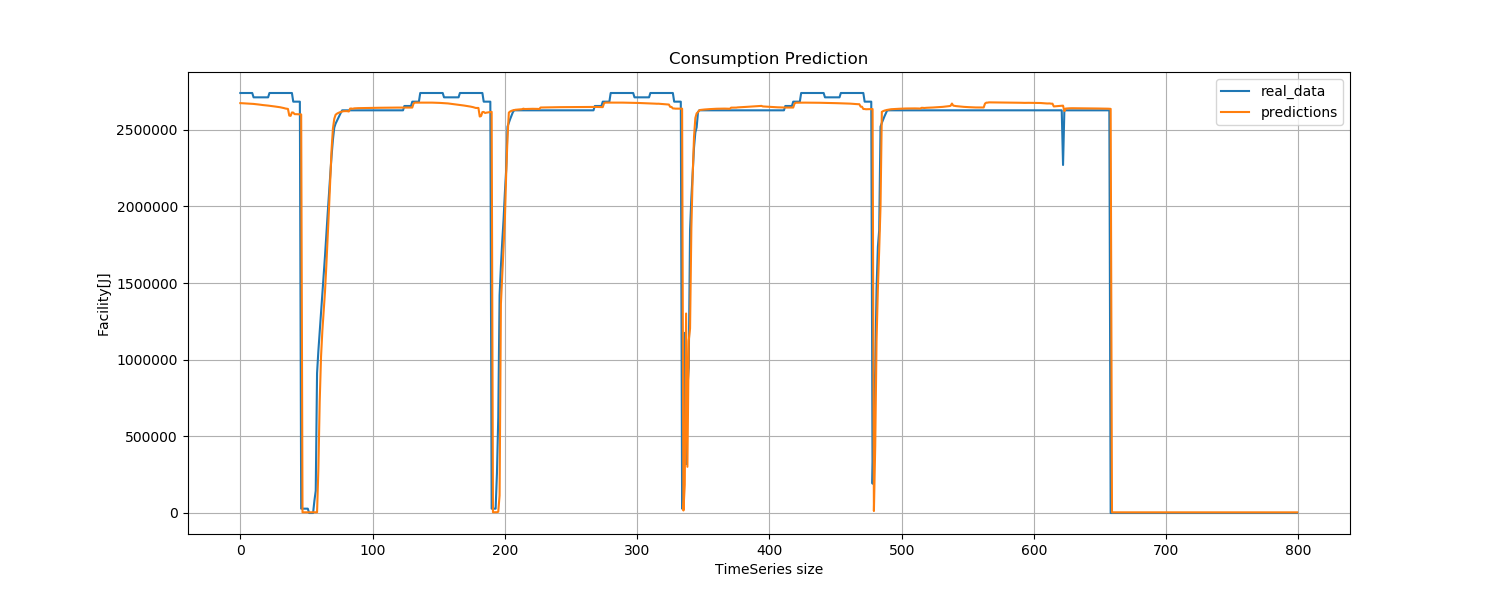 Consumption Prediction
real_data
predictions
Facility[J]
2500000
2000000
1500000
1000000
500000
0
0 100 200 300 400 500 600 700 800
TimeSeries size